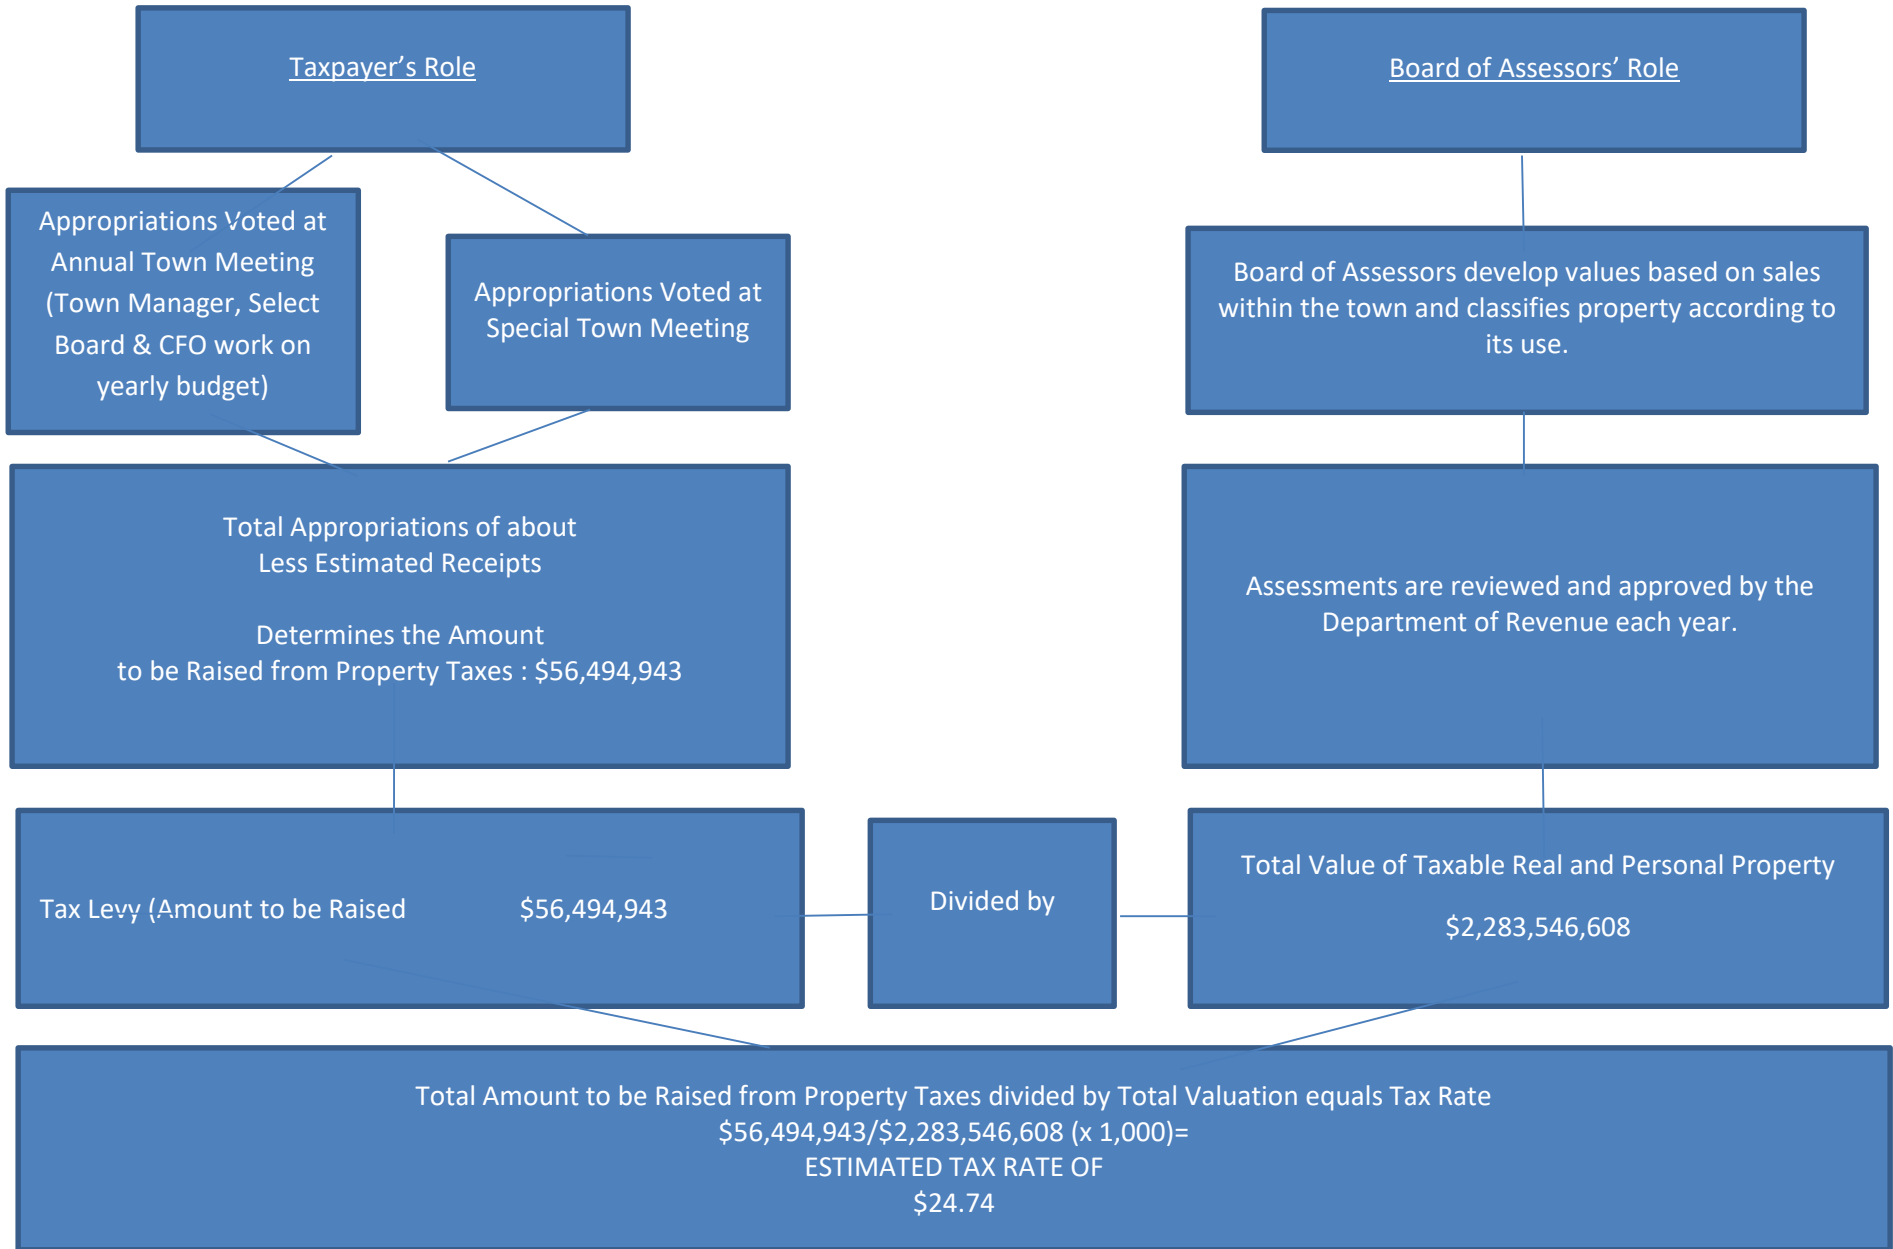 Taxpayer’s Role
Board of Assessors’ Role
Appropriations Voted at
Annual Town Meeting
(Town Manager, Select
Board & CFO work on
yearly budget)
Appropriations Voted at
Special Town Meeting
Board of Assessors develop values based on sales
within the town and classifies property according to
its use.
Total Appropriations of about
Less Estimated Receipts
Determines the Amount
to be Raised from Property Taxes : $56,494,943
Assessments are reviewed and approved by the
Department of Revenue each year.
Tax Levy (Amount to be Raised $56,494,943
Divided by
Total Value of Taxable Real and Personal Property
$2,283,546,608
Total Amount to be Raised from Property Taxes divided by Total Valuation equals Tax Rate
$56,494,943/$2,283,546,608 (x 1,000)=
ESTIMATED TAX RATE OF
$24.74